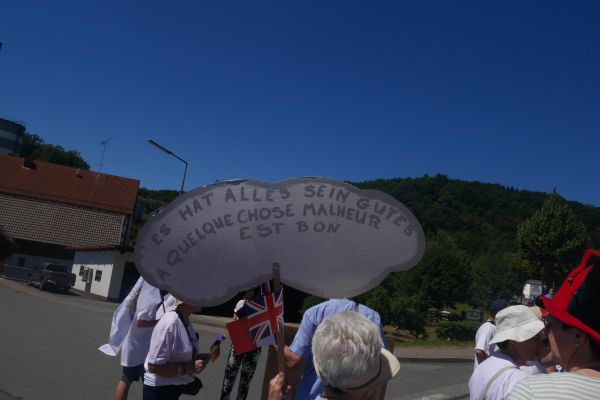 ES HAT ALLES SEIN GUTES
A QUELQUE CHOSE MALHEUR
EST BON